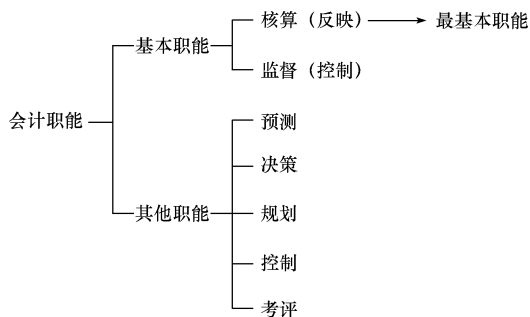 核算（反映）
最基本职能
基本职能
监督（控制）
会计职能
预测
决策
其他职能
规划
控制
考评